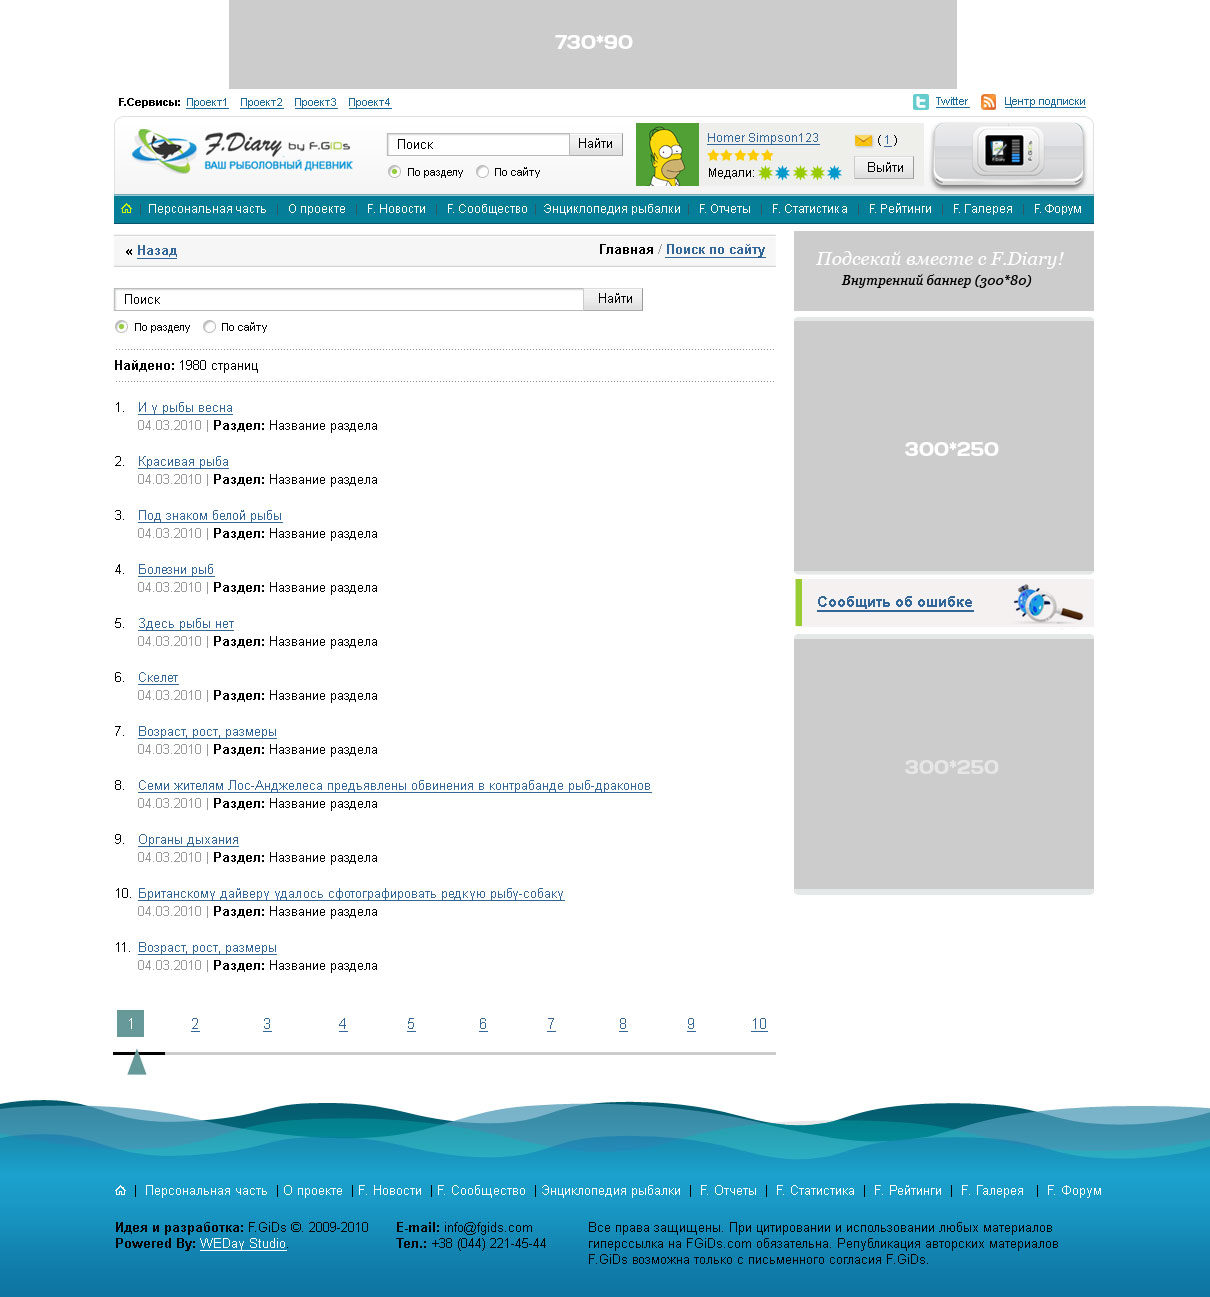 730*90
F.Сервисы: Проект1 Проект2 Проект3 Проект4
Twitter Центр подписки
F.Diary by F.GiDs
ВАШ РЫБОЛОВНЫЙ ДНЕВНИК
Поиск Найти
По разделу По сайту
Homer Simpson123
(1)
Медали:
Выйти
Персональная часть О проекте F. Новости F. Сообщество Энциклопедия рыбалки F. Отчеты F. Статистика F. Рейтинги F. Галерея F. Форум
« Назад
Главная / Поиск по сайту
Поиск Найти
По разделу По сайту
Найдено: 1980 страниц
1. И у рыбы весна
04.03.2010 | Раздел: Название раздела
2. Красивая рыба
04.03.2010 | Раздел: Название раздела
3. Под знаком белой рыбы
04.03.2010 | Раздел: Название раздела
4. Болезни рыб
04.03.2010 | Раздел: Название раздела
5. Здесь рыбы нет
04.03.2010 | Раздел: Название раздела
6. Скелет
04.03.2010 | Раздел: Название раздела
7. Возраст, рост, размеры
04.03.2010 | Раздел: Название раздела
8. Семи жителям Лос-Анджелеса предъявлены обвинения в контрабанде рыб-драконов
04.03.2010 | Раздел: Название раздела
9. Органы дыхания
04.03.2010 | Раздел: Название раздела
10. Британскому дайверу удалось сфотографировать редкую рыбу-собаку
04.03.2010 | Раздел: Название раздела
11. Возраст, рост, размеры
04.03.2010 | Раздел: Название раздела
1 2 3 4 5 6 7 8 9 10
Подсекай вместе с F.Diary!
Внутренний баннер (300*80)
300*250
Сообщить об ошибке
300*250
Персональная часть О проекте F. Новости F. Сообщество Энциклопедия рыбалки F. Отчеты F. Статистика F. Рейтинги F. Галерея F. Форум
Идея и разработка: F.GiDs ©. 2009-2010
Powered By: WEDay Studio
E-mail: info@fgids.com
Тел.: +38 (044) 221-45-44
Все права защищены. При цитировании и использовании любых материалов
гиперссылка на FGiDs.com обязательна. Републикация авторских материалов
F.GiDs возможна только с письменного согласия F.GiDs.